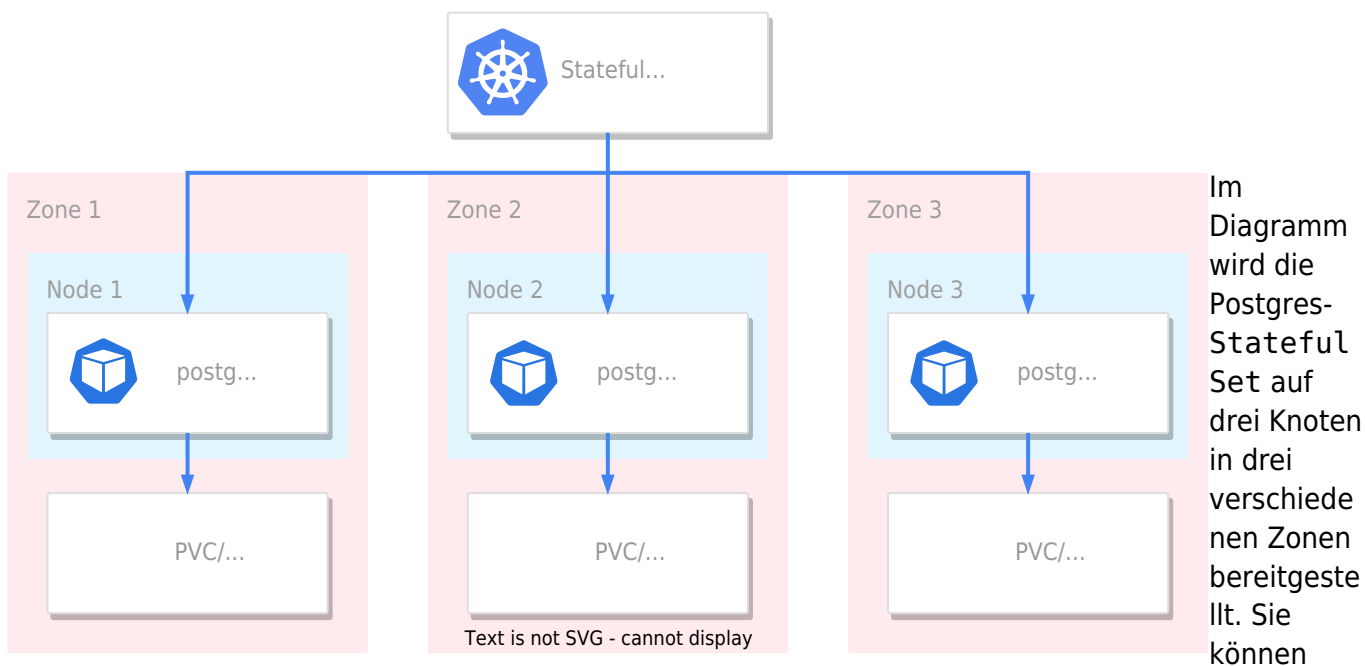 Stateful...
Zone 1
Zone 2
Zone 3
Node 1
Node 2
Node 3
postg...
postg...
postg...
PVC/...
PVC/...
PVC/...
Text is not SVG - cannot display
Im
Diagramm
wird die
Postgres-
Stateful
Set auf
drei Knoten
in drei
verschiede
nen Zonen
bereitgeste
llt. Sie
können